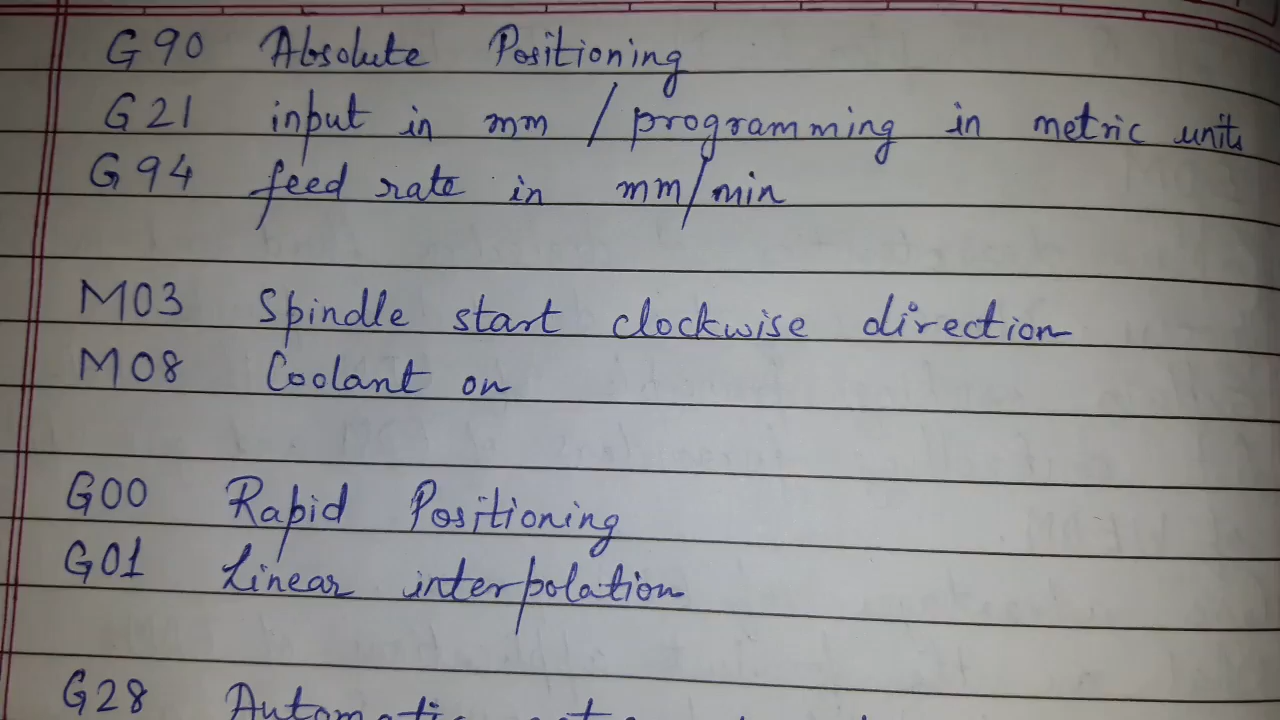 G90 Absolute Positioning
G21 input in mm / programming in metric units
G94 feed rate in mm/min
M03 Spindle start clockwise direction
M08 Coolant on
G00 Rapid Positioning
G01 Linear interpolation
G28 Automatic